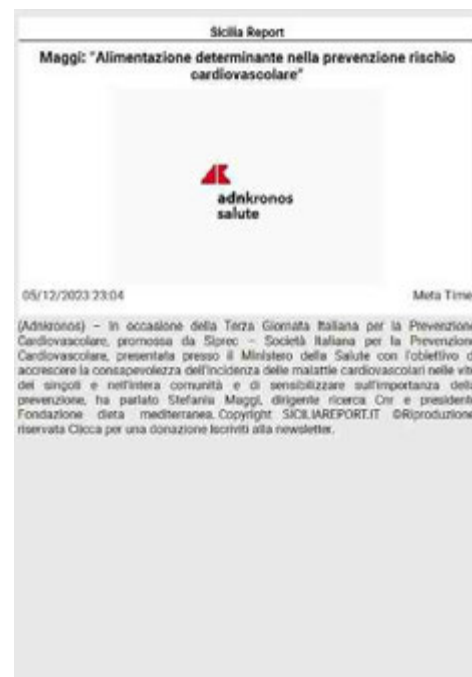 Sicilia Report
Maggi: "Alimentazione determinante nella prevenzione rischio
cardiovascolare"
adnkronos
salute
05/12/2023 23:04
Meta Time
(Adnkronos) – In occasione della Terza Giornata Italiana per la Prevenzione
Cardiovascolare, promossa da Siprec – Società Italiana per la Prevenzione
Cardiovascolare, presentata presso il Ministero della Salute con l'obiettivo d
accrescere la consapevolezza dell'incidenza delle malattie cardiovascolari nelle vite
dei singoli e nell'intera comunità e di sensibilizzare sull'importanza della
prevenzione, ha parlato Stefania Maggi, dirigente ricerca Cnr e presidente
Fondazione dieta mediterranea. Copyright SICILIAREPORT.IT ©Riproduzione
riservata Clicca per una donazione Iscriviti alla newsletter.